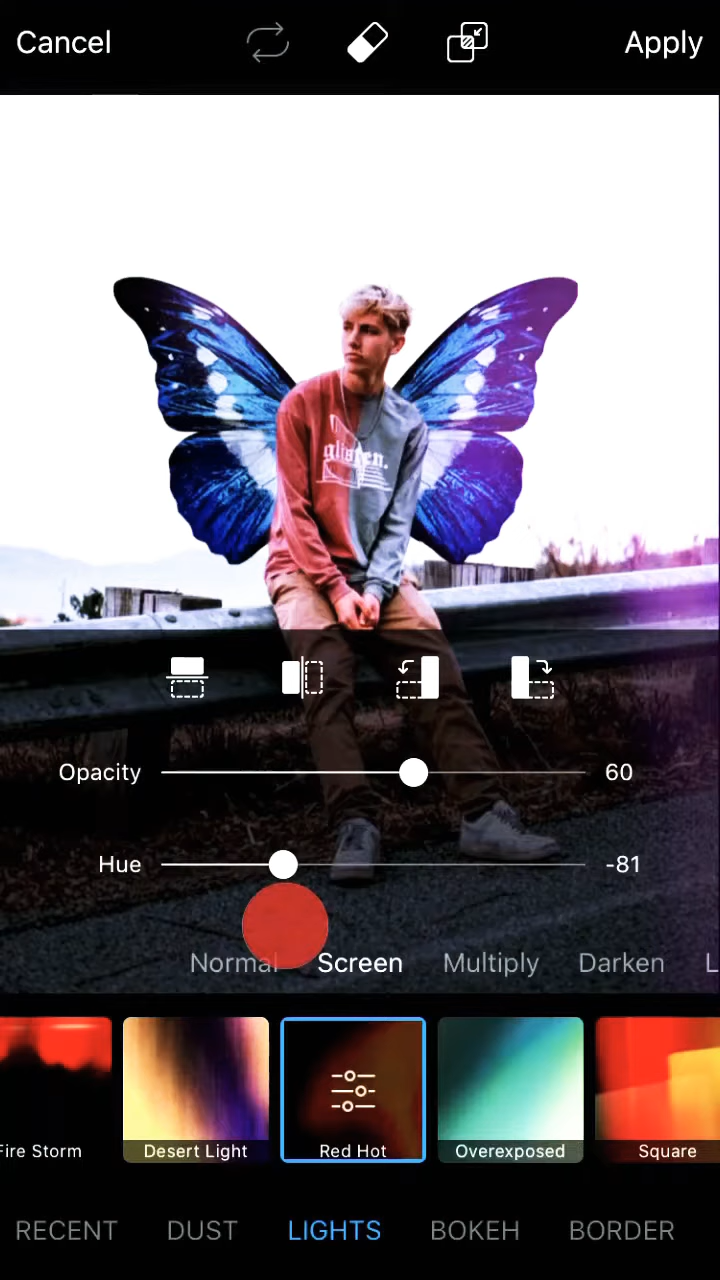 Cancel
Apply
glisten.
Opacity
60
Hue
-81
Normal Screen Multiply Darken L
Fire Storm
Desert Light
Red Hot
Overexposed
Square
RECENT DUST LIGHTS BOKEH BORDER